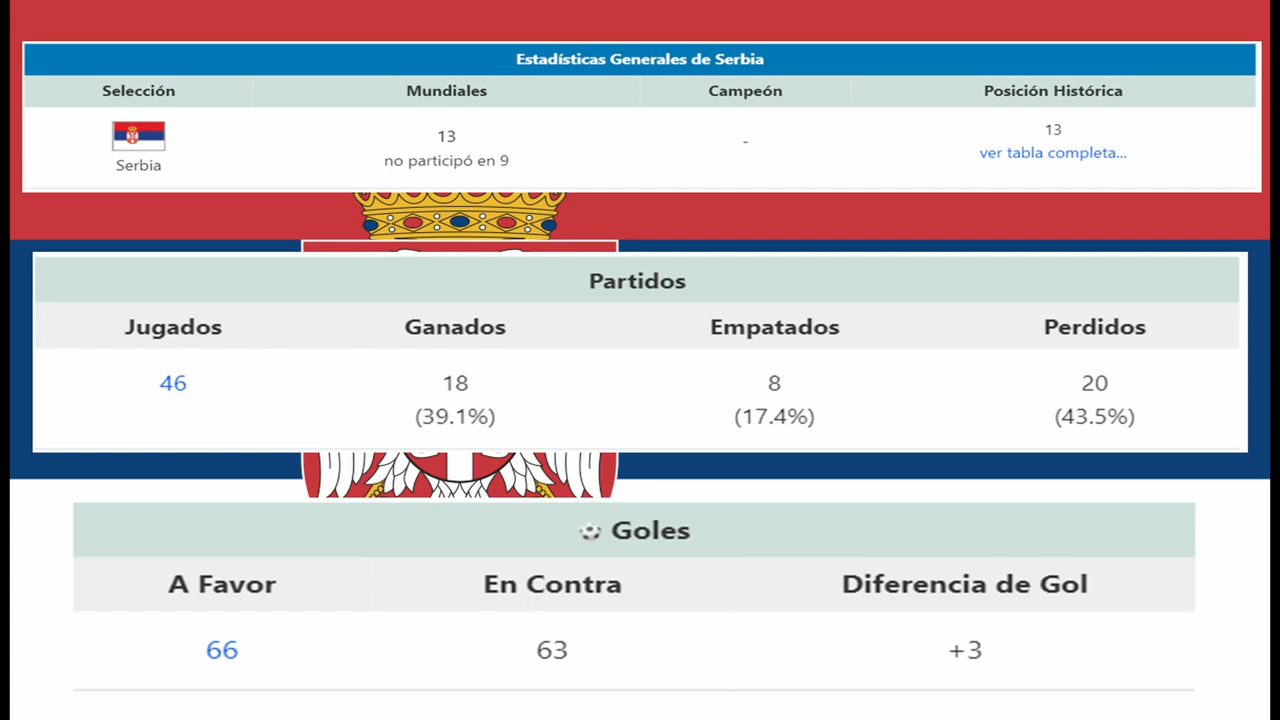 Estadísticas Generales de Serbia
Selección Mundiales Campeón Posición Histórica
13 13
no participó en 9 - ver tabla completa...
Serbia
Partidos
Jugados Ganados Empatados Perdidos
46 18 8 20
(39.1%) (17.4%) (43.5%)
Goles
A Favor En Contra Diferencia de Gol
66 63 +3